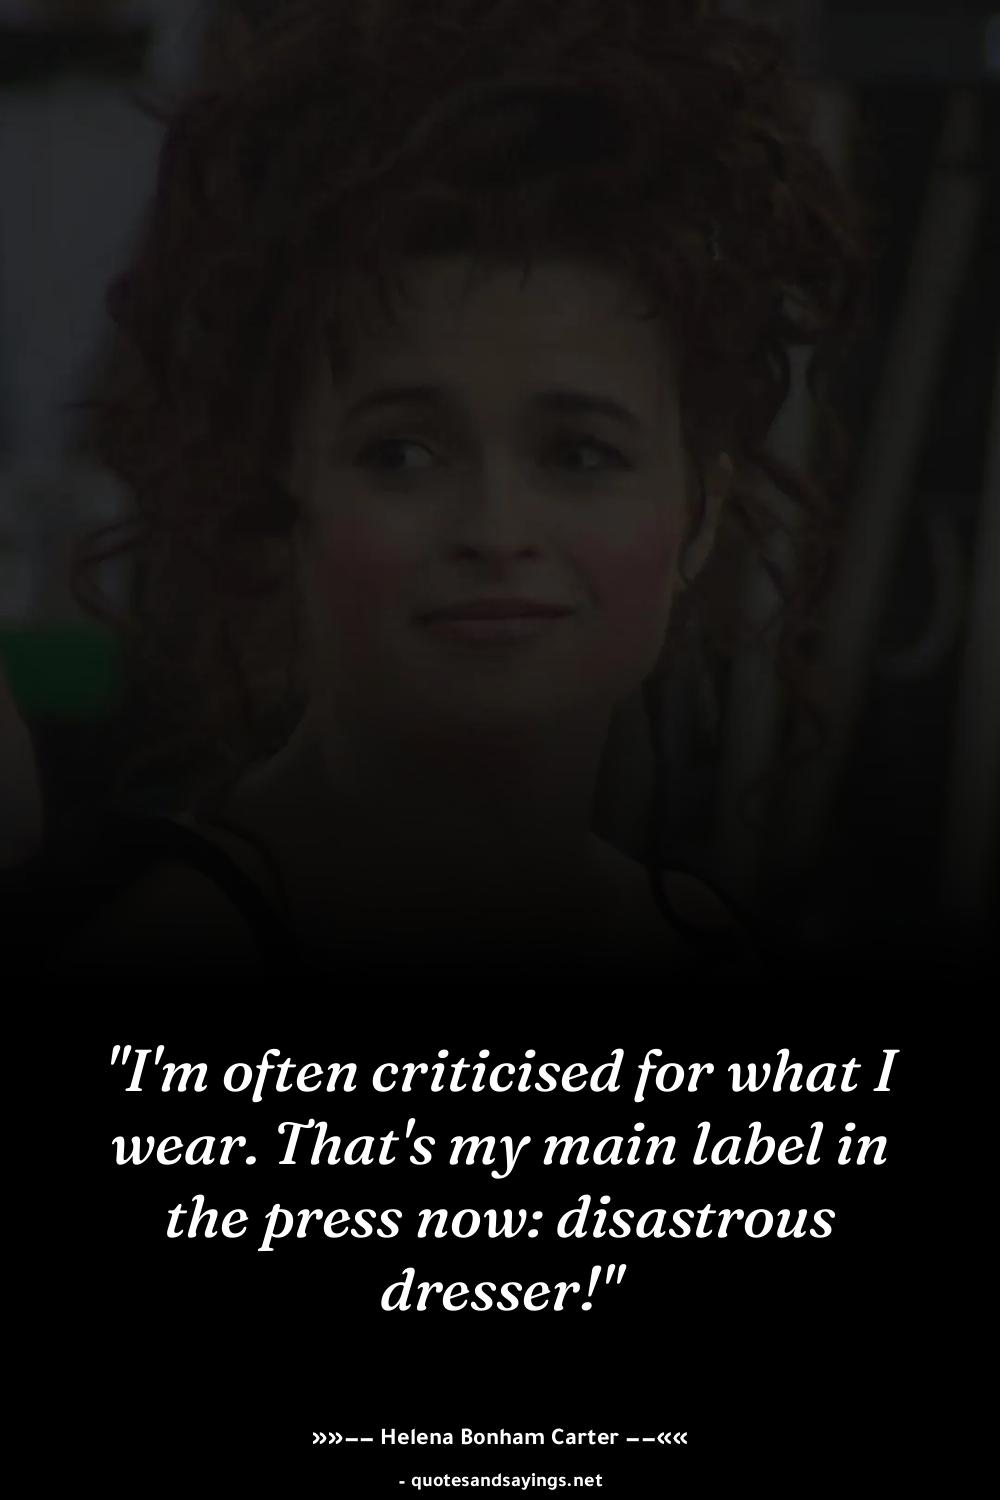 "I'm often criticised for what I
wear. That's my main label in
the press now: disastrous
dresser!"
»»−− Helena Bonham Carter −−««
- quotesandsayings.net